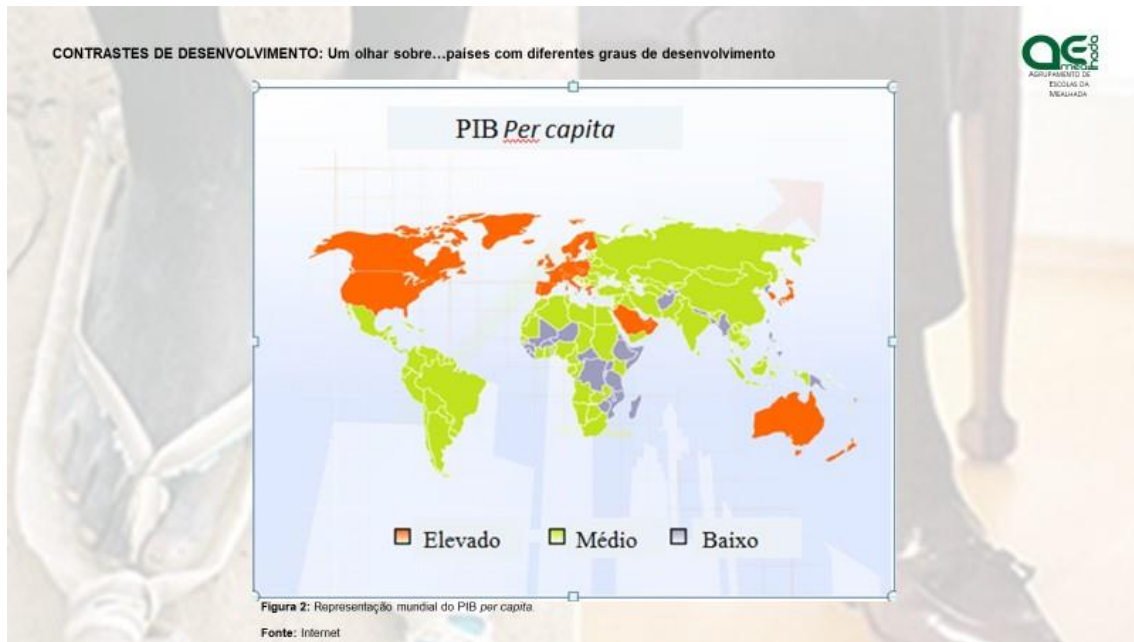 CONTRASTES DE DESENVOLVIMENTO: Um olhar sobre...países com diferentes graus de desenvolvimento
mealhada
AGRUPAMENTO DE
ESCOLAS DA
MEALHADA
PIB Per capita
Elevado Médio Baixo
Figura 2: Representação mundial do PIB per capita.
Fonte: Internet